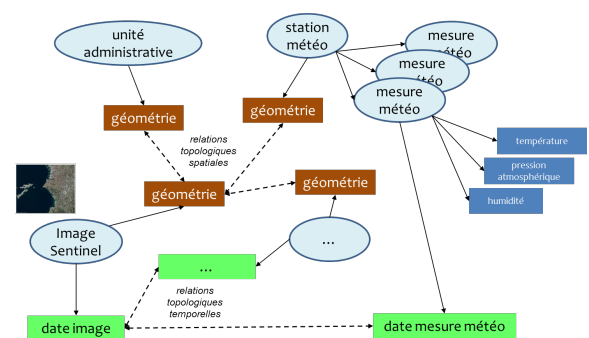 unité
administrative
station
météo
mesure
météo
mesure
météo
mesure
météo
géométrie
géométrie
relations
topologiques
spatiales
température
pression
atmosphérique
humidité
géométrie
géométrie
Image
Sentinel
...
...
relations
topologiques
temporelles
date image
date mesure météo